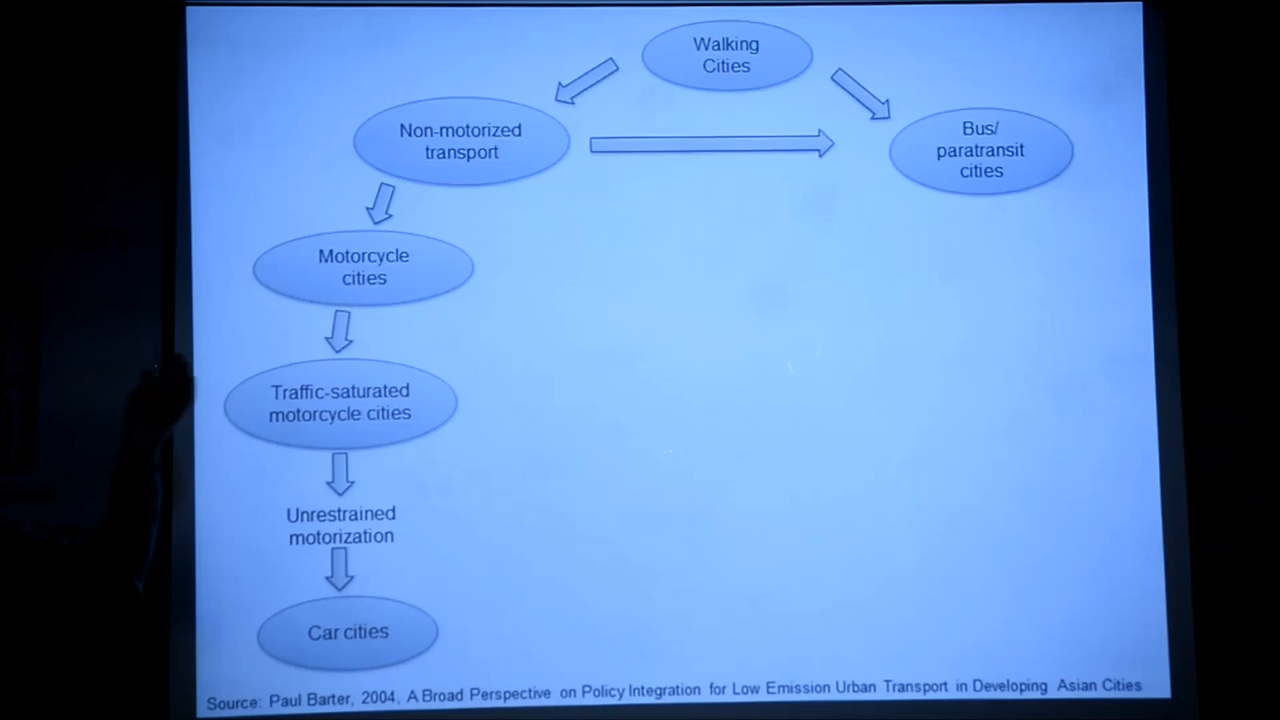 Walking
Cities
Non-motorized
transport
Bus/
paratransit
cities
Motorcycle
cities
Traffic-saturated
motorcycle cities
Unrestrained
motorization
Car cities
Source: Paul Barter, 2004, A Broad Perspective on Policy Integration for Low Emission Urban Transport in Developing Asian Cities